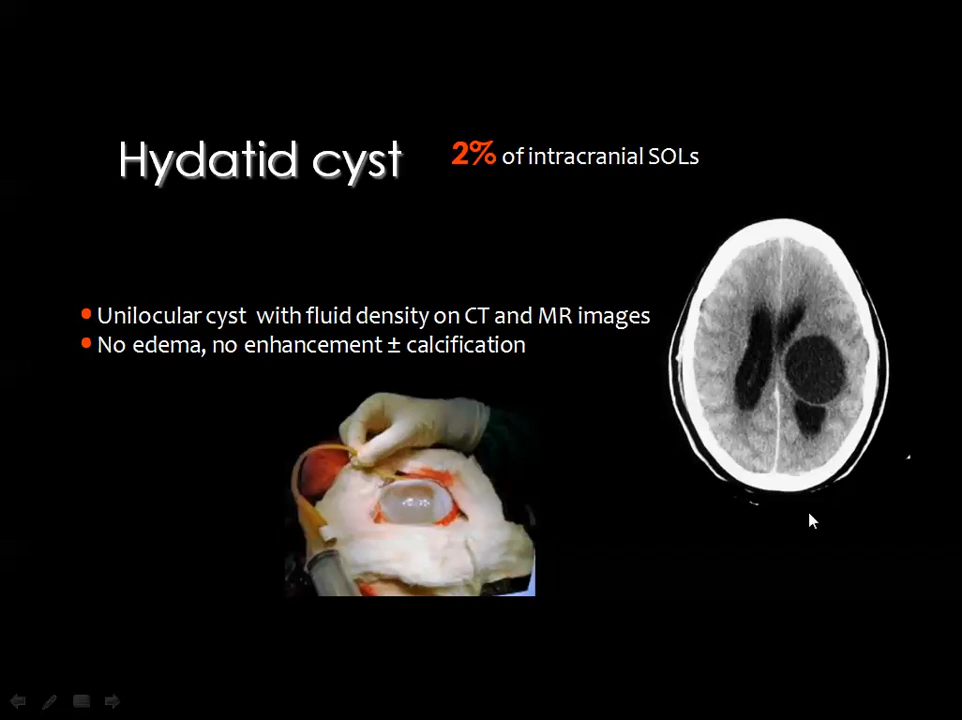 Hydatid cyst
2% of intracranial SOLs
• Unilocular cyst with fluid density on CT and MR images
• No edema, no enhancement ± calcification